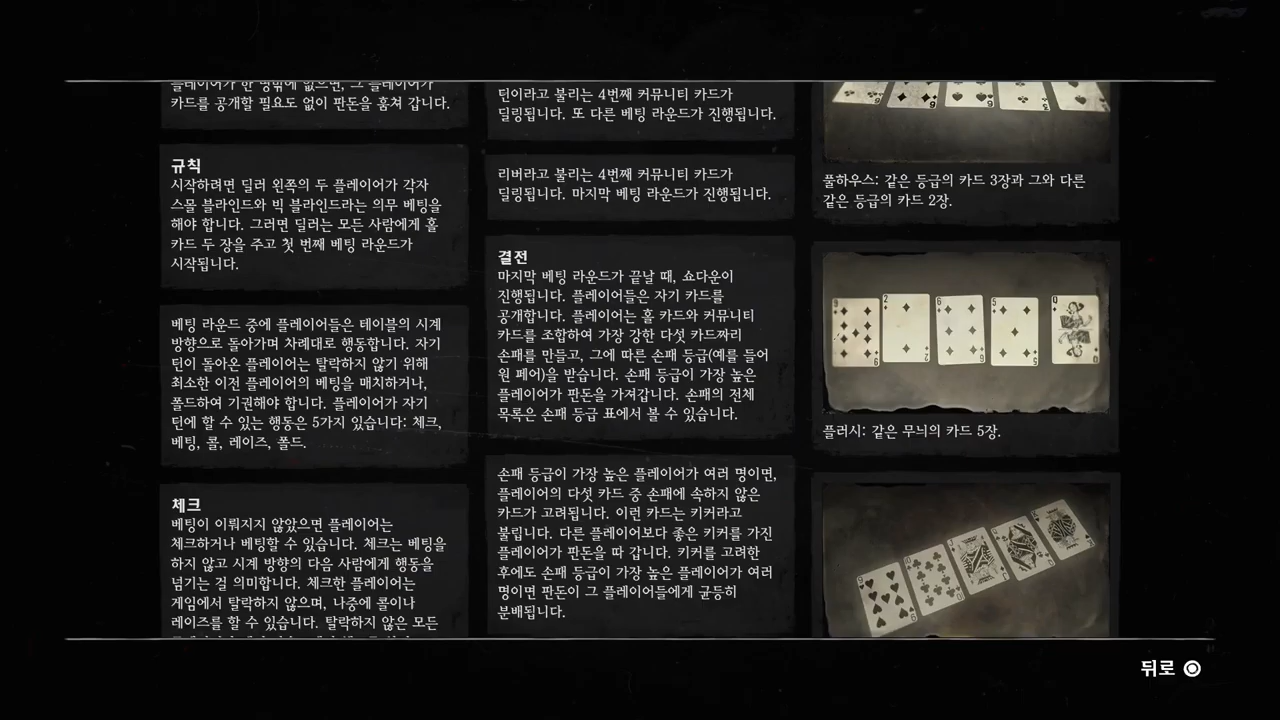 플레이어가 한 명밖에 없으면, 그 플레이어가
카드를 공개할 필요도 없이 판돈을 훔쳐 갑니다.
규칙
시작하려면 딜러 왼쪽의 두 플레이어가 각자
스몰 블라인드와 빅 블라인드라는 의무 베팅을
해야 합니다. 그러면 딜러는 모든 사람에게 홀
카드 두 장을 주고 첫 번째 베팅 라운드가
시작됩니다.
베팅 라운드 중에 플레이어들은 테이블의 시계
방향으로 돌아가며 차례대로 행동합니다. 자기
턴이 돌아온 플레이어는 탈락하지 않기 위해
최소한 이전 플레이어의 베팅을 매치하거나,
폴드하여 기권해야 합니다. 플레이어가 자기
턴에 할 수 있는 행동은 5가지 있습니다: 체크,
베팅, 콜, 레이즈, 폴드.
체크
베팅이 이뤄지지 않았으면 플레이어는
체크하거나 베팅할 수 있습니다. 체크는 베팅을
하지 않고 시계 방향의 다음 사람에게 행동을
넘기는 걸 의미합니다. 체크한 플레이어는
게임에서 탈락하지 않으며, 나중에 콜이나
레이즈를 할 수 있습니다. 탈락하지 않은 모든
턴이라고 불리는 4번째 커뮤니티 카드가
딜링됩니다. 또 다른 베팅 라운드가 진행됩니다.
리버라고 불리는 4번째 커뮤니티 카드가
딜링됩니다. 마지막 베팅 라운드가 진행됩니다.
결전
마지막 베팅 라운드가 끝날 때, 쇼다운이
진행됩니다. 플레이어들은 자기 카드를
공개합니다. 플레이어는 홀 카드와 커뮤니티
카드를 조합하여 가장 강한 다섯 카드짜리
손패를 만들고, 그에 따른 손패 등급(예를 들어
원 페어)을 받습니다. 손패 등급이 가장 높은
플레이어가 판돈을 가져갑니다. 손패의 전체
목록은 손패 등급 표에서 볼 수 있습니다.
손패 등급이 가장 높은 플레이어가 여러 명이면,
플레이어의 다섯 카드 중 손패에 속하지 않은
카드가 고려됩니다. 이런 카드는 키커라고
불립니다. 다른 플레이어보다 좋은 키커를 가진
플레이어가 판돈을 따 갑니다. 키커를 고려한
후에도 손패 등급이 가장 높은 플레이어가 여러
명이면 판돈이 그 플레이어들에게 균등히
분배됩니다.
풀하우스: 같은 등급의 카드 3장과 그와 다른
같은 등급의 카드 2장.
9 2 6 5 Q
플러시: 같은 무늬의 카드 5장.
뒤로